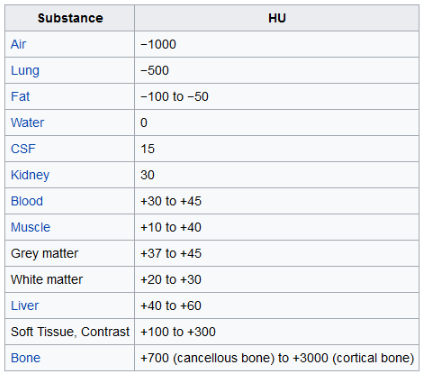 Substance HU
Air −1000
Lung −500
Fat −100 to −50
Water 0
CSF 15
Kidney 30
Blood +30 to +45
Muscle +10 to +40
Grey matter +37 to +45
White matter +20 to +30
Liver +40 to +60
Soft Tissue, Contrast +100 to +300
Bone +700 (cancellous bone) to +3000 (cortical bone)